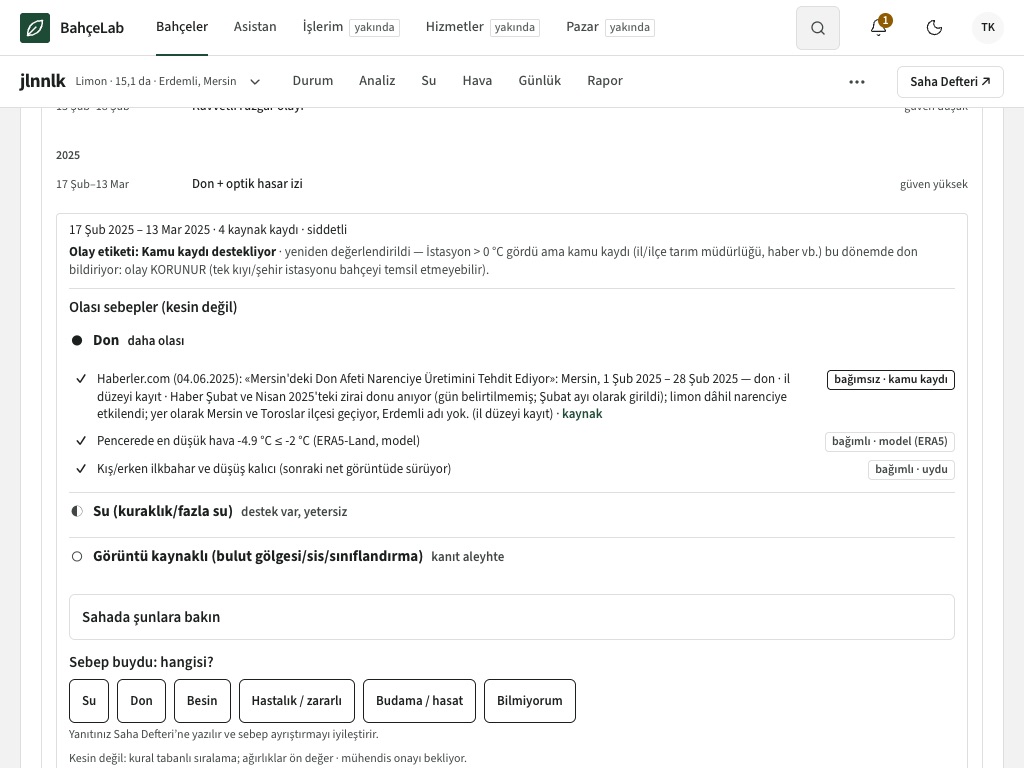 BahçeLab
Bahçeler
Asistan
İşlerim yakında
Hizmetler yakında
Pazar yakında
1
TK
jlnnlk
Limon · 15,1 da · Erdemli, Mersin
Durum
Analiz
Su
Hava
Günlük
Rapor
Saha Defteri ↗
2025
17 Şub–13 Mar Don + optik hasar izi güven yüksek
17 Şub 2025 – 13 Mar 2025 · 4 kaynak kaydı · siddetli
Olay etiketi: Kamu kaydı destekliyor · yeniden değerlendirildi — İstasyon > 0 °C gördü ama kamu kaydı (il/ilçe tarım müdürlüğü, haber vb.) bu dönemde don
bildiriyor: olay KORUNUR (tek kıyı/şehir istasyonu bahçeyi temsil etmeyebilir).
Olası sebepler (kesin değil)
Don daha olası
Haberler.com (04.06.2025): «Mersin'deki Don Afeti Narenciye Üretimini Tehdit Ediyor»: Mersin, 1 Şub 2025 – 28 Şub 2025 — don · il
düzeyi kayıt · Haber Şubat ve Nisan 2025'teki zirai donu anıyor (gün belirtilmemiş; Şubat ayı olarak girildi); limon dâhil narenciye
etkilendi; yer olarak Mersin ve Toroslar ilçesi geçiyor, Erdemli adı yok. (il düzeyi kayıt) · kaynak
bağımsız · kamu kaydı
Pencerede en düşük hava -4.9 °C ≤ -2 °C (ERA5-Land, model)
bağımlı · model (ERA5)
Kış/erken ilkbahar ve düşüş kalıcı (sonraki net görüntüde sürüyor)
bağımlı · uydu
Su (kuraklık/fazla su) destek var, yetersiz
Görüntü kaynaklı (bulut gölgesi/sis/sınıflandırma) kanıt aleyhte
Sahada şunlara bakın
Sebep buydu: hangisi?
Su
Don
Besin
Hastalık / zararlı
Budama / hasat
Bilmiyorum
Yanıtınız Saha Defteri'ne yazılır ve sebep ayrıştırmayı iyileştirir.
Kesin değil: kural tabanlı sıralama; ağırlıklar ön değer · mühendis onayı bekliyor.